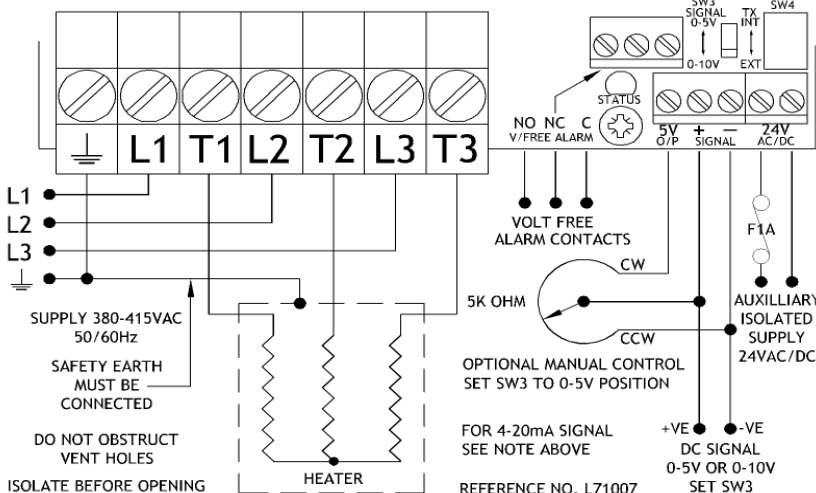 SW3
SIGNAL
0-5V
0-10V
TX
INT
EXT
SW4
STATUS
L1 T1 L2 T2 L3 T3
NO NC C
V/FREE ALARM
5V
O/P
+ −
SIGNAL
24V
AC/DC
L1
L2
L3
VOLT FREE
ALARM CONTACTS
F1A
CW
5K OHM
CCW
AUXILLIARY
ISOLATED
SUPPLY
24VAC/DC
SUPPLY 380-415VAC
50/60Hz
SAFETY EARTH
MUST BE
CONNECTED
OPTIONAL MANUAL CONTROL
SET SW3 TO 0-5V POSITION
DO NOT OBSTRUCT
VENT HOLES
FOR 4-20mA SIGNAL
SEE NOTE ABOVE
+VE -VE
DC SIGNAL
0-5V OR 0-10V
SET SW3
ISOLATE BEFORE OPENING
HEATER
REFERENCE NO. L71007